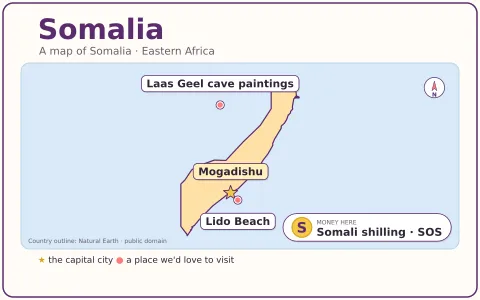 Somalia
A map of Somalia · Eastern Africa
Laas Geel cave paintings
N
Mogadishu
Lido Beach
S
MONEY HERE
Somali shilling · SOS
Country outline: Natural Earth · public domain
★ the capital city ● a place we'd love to visit